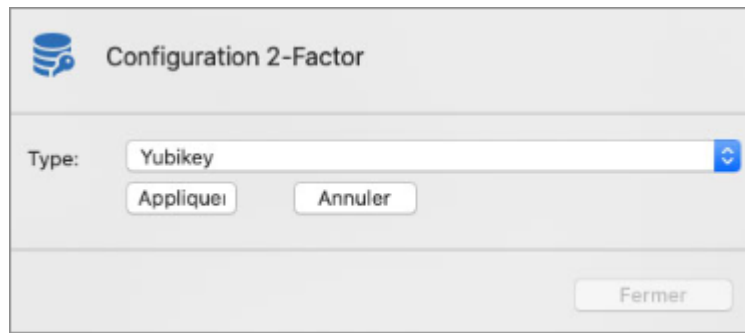 Configuration 2-Factor
Type: Yubikey
Appliquer Annuler
Fermer